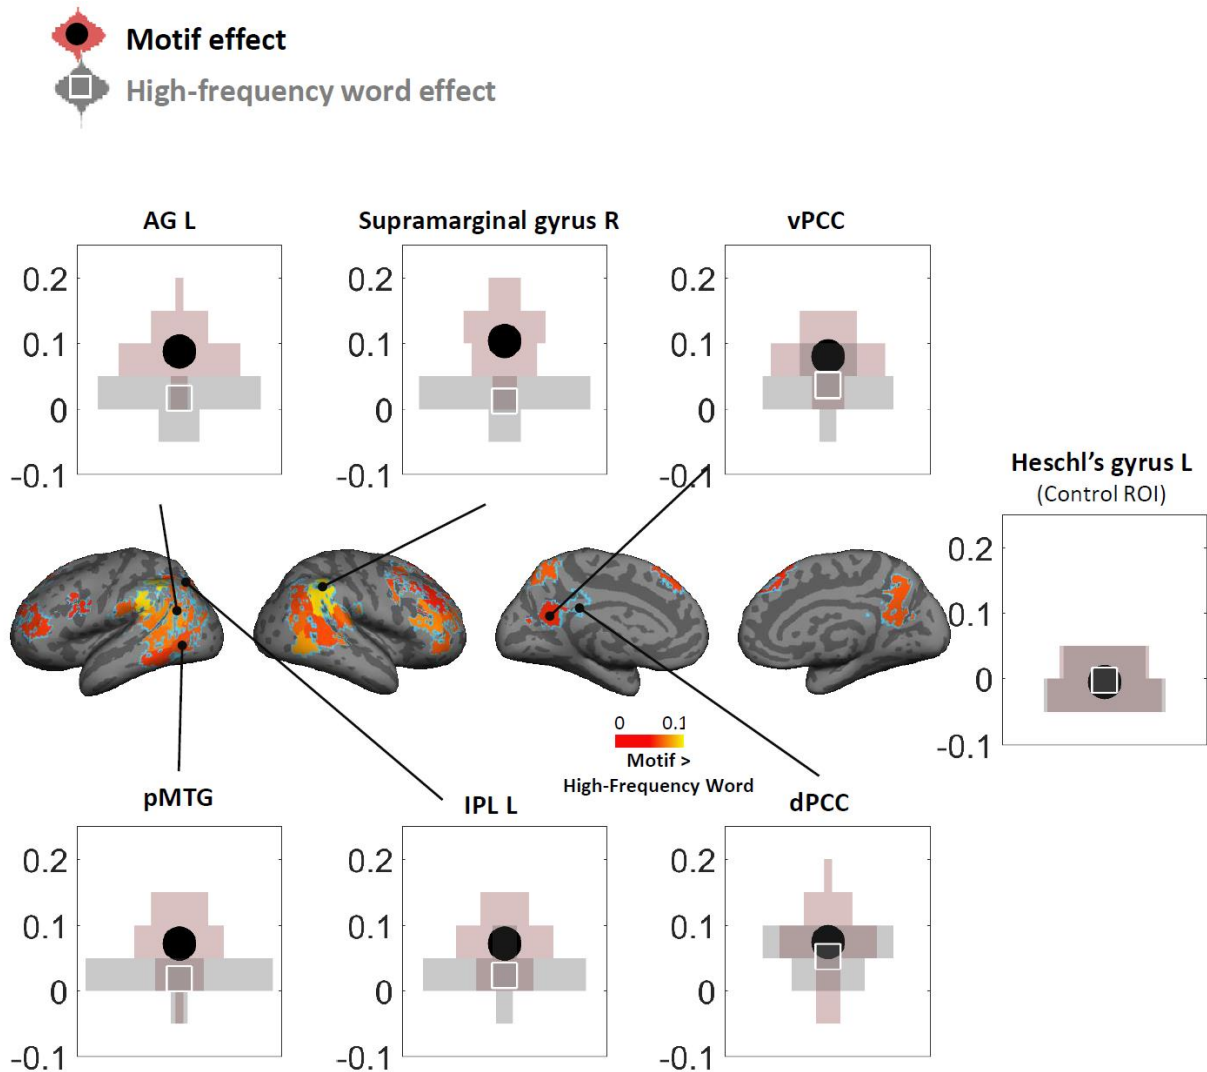 Motif effect
High-frequency word effect
AG L
Supramarginal gyrus R
vPCC
0.2
0.1
0
-0.1
0.2
0.1
0
-0.1
0.2
0.1
0
-0.1
Heschl's gyrus L
(Control ROI)
0.2
0.1
0
-0.1
0 0.1
Motif >
High-Frequency Word
pMTG
IPL L
dPCC
0.2
0.1
0
-0.1
0.2
0.1
0
-0.1
0.2
0.1
0
-0.1